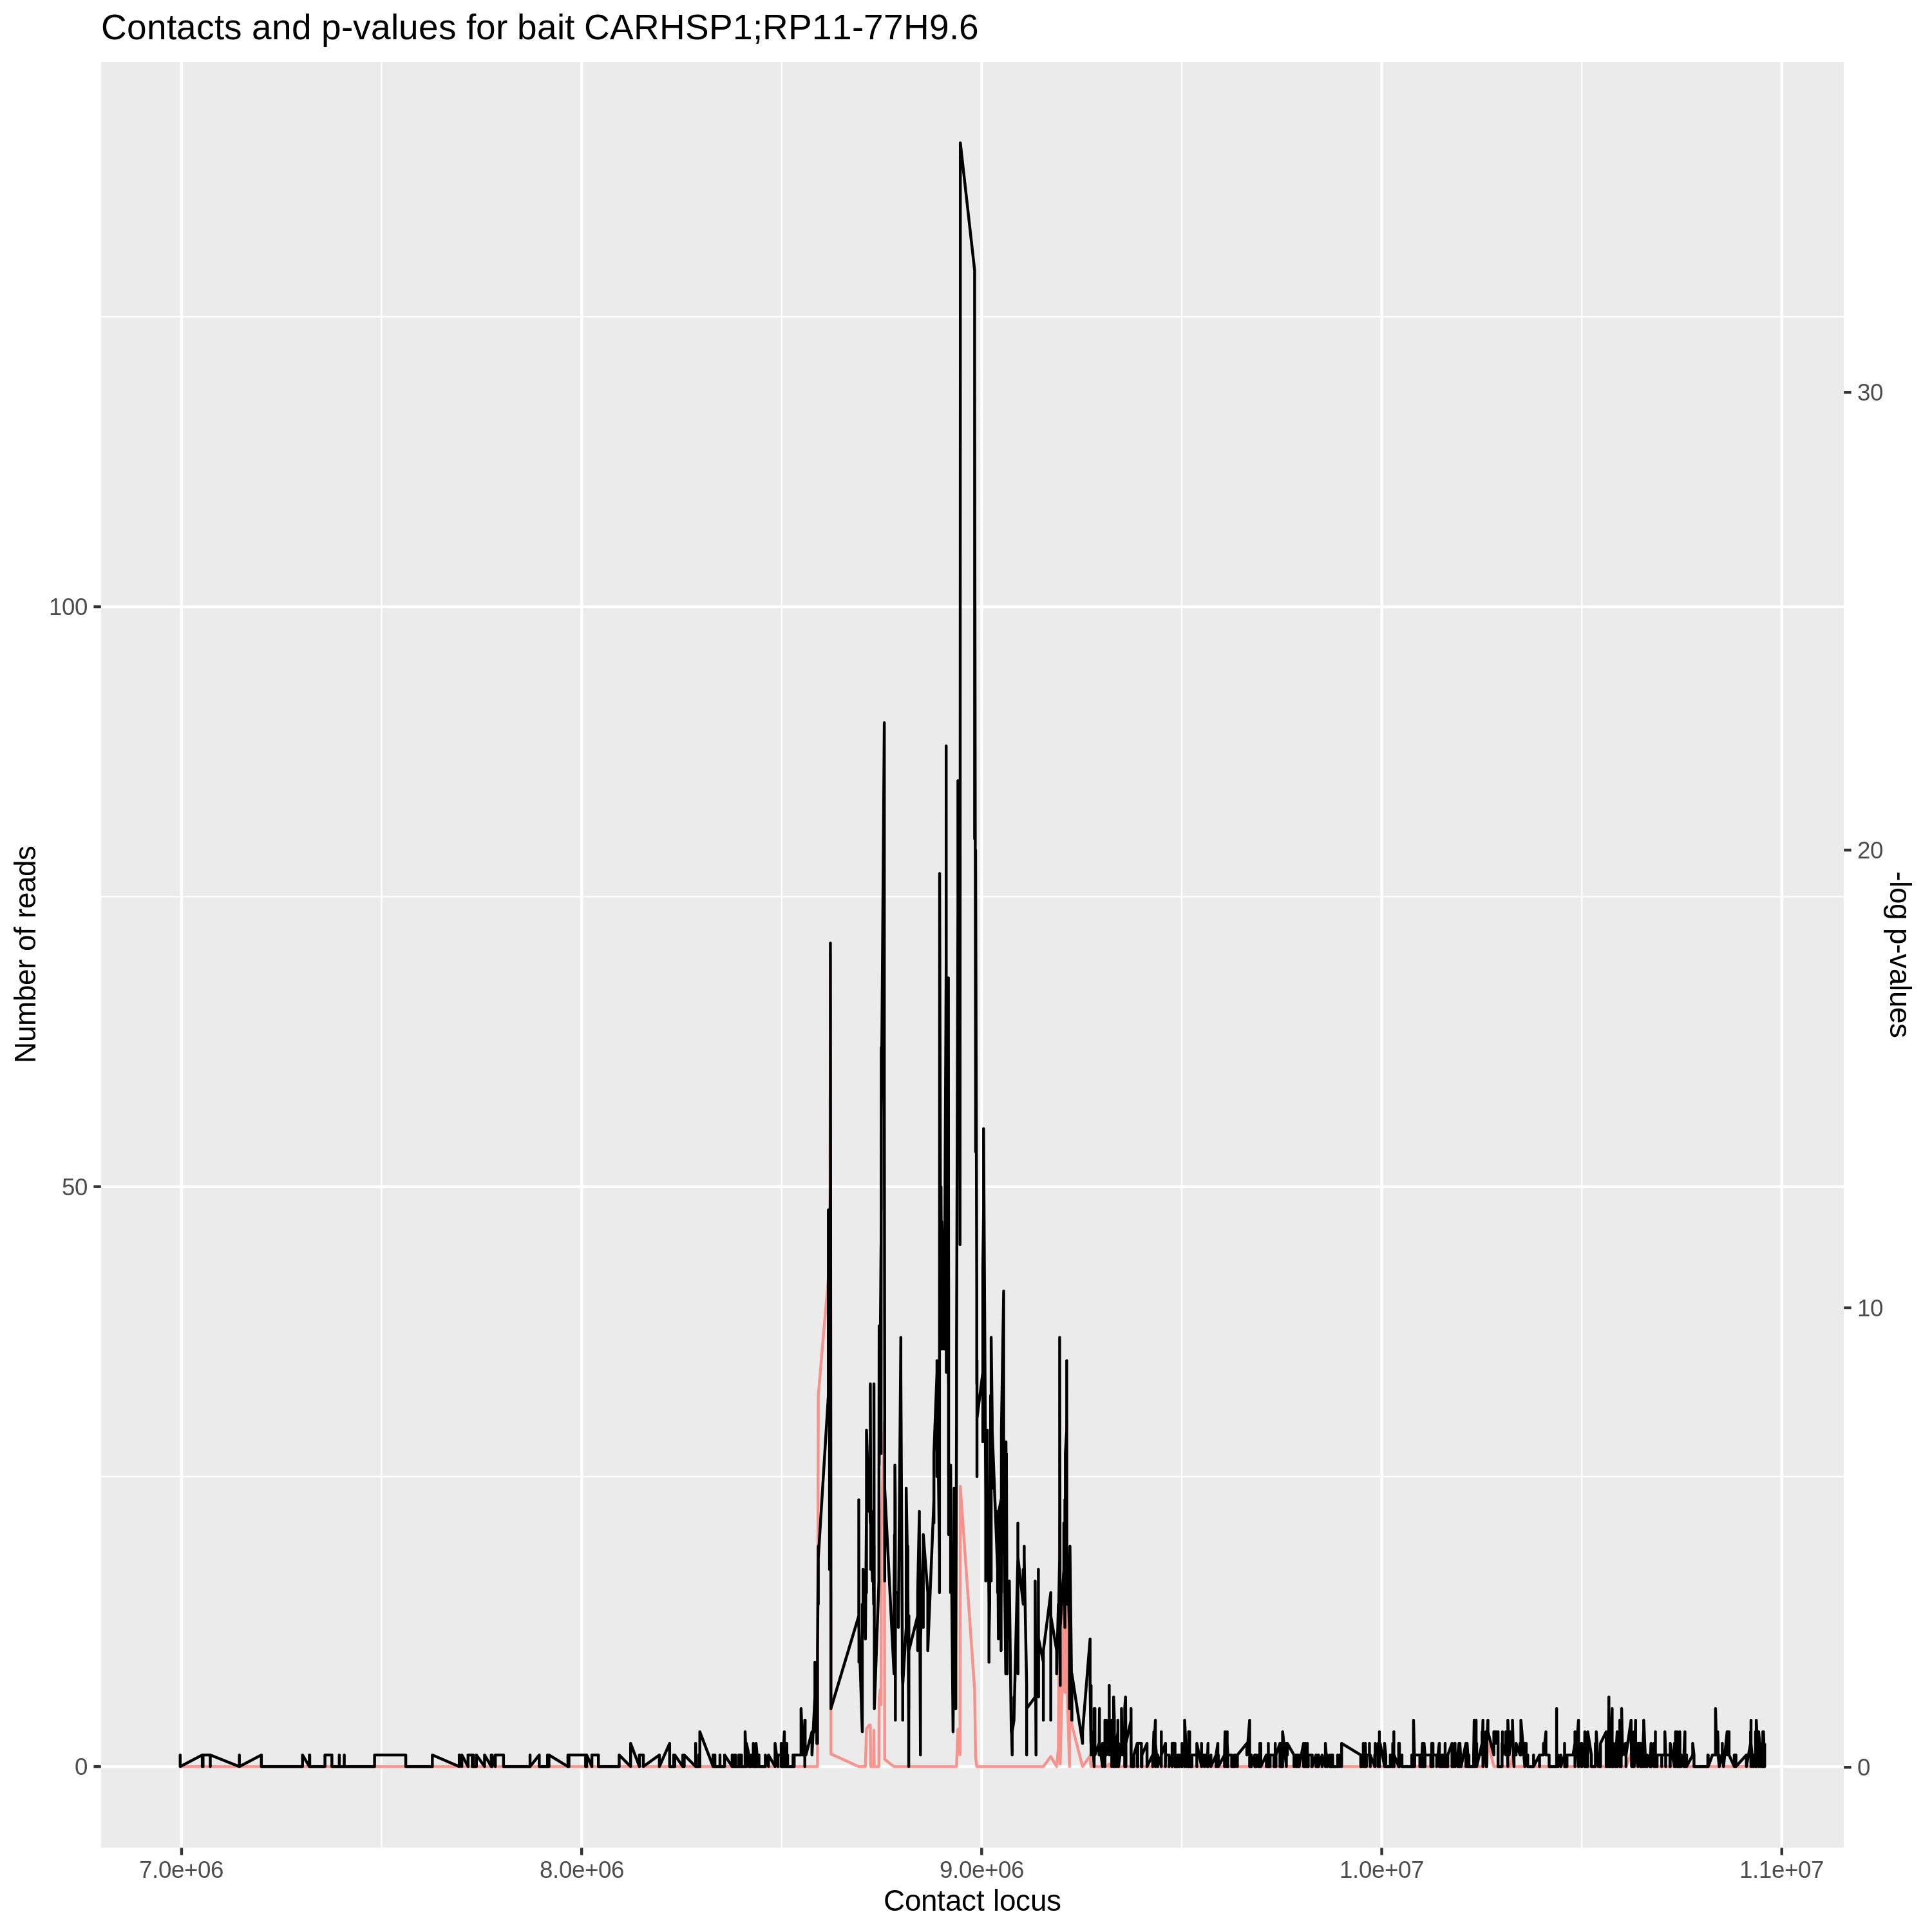 Contacts and p-values for bait CARHSP1;RP11-77H9.6
100
50
0
Number of reads
30
20
10
0
-log p-values
7.0e+06 8.0e+06 9.0e+06 1.0e+07 1.1e+07
Contact locus